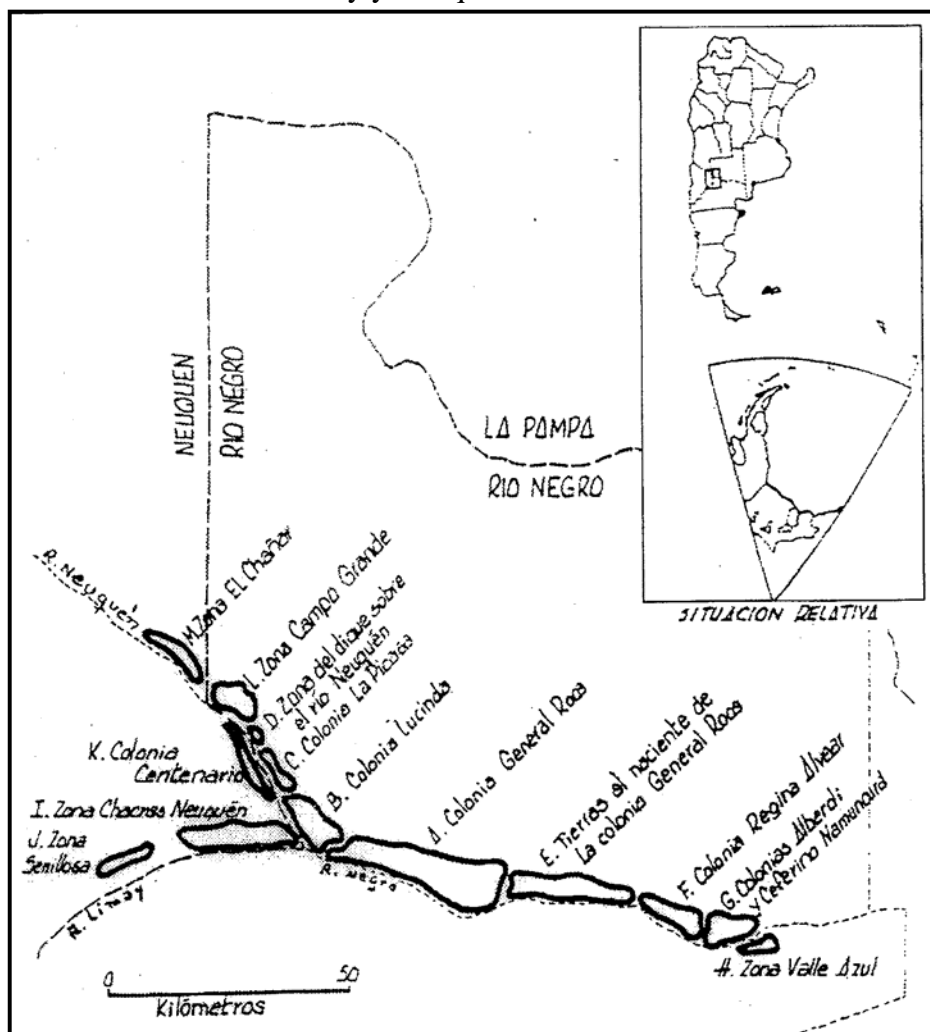 NEUQUEN
RIO NEGRO
LA PAMPA
RIO NEGRO
SITUACION RELATIVA
R. Neuquén
M. Zona El Chañar
L. Zona Campo Grande
D. Zona del dique sobre
el río Neuquén
C. Colonia La Picasa
B. Colonia Lucinda
A. Colonia General Roca
E. Tierras al naciente de
La colonia General Roca
F. Colonia Regina Alvear
G. Colonias Alberdi
y Ceferino Namuncurá
H. Zona Valle Azul
K. Colonia
Centenario
I. Zona Chacras Neuquén
J. Zona
Senillosa
R. Limay
R. Negro
0 50
Kilómetros